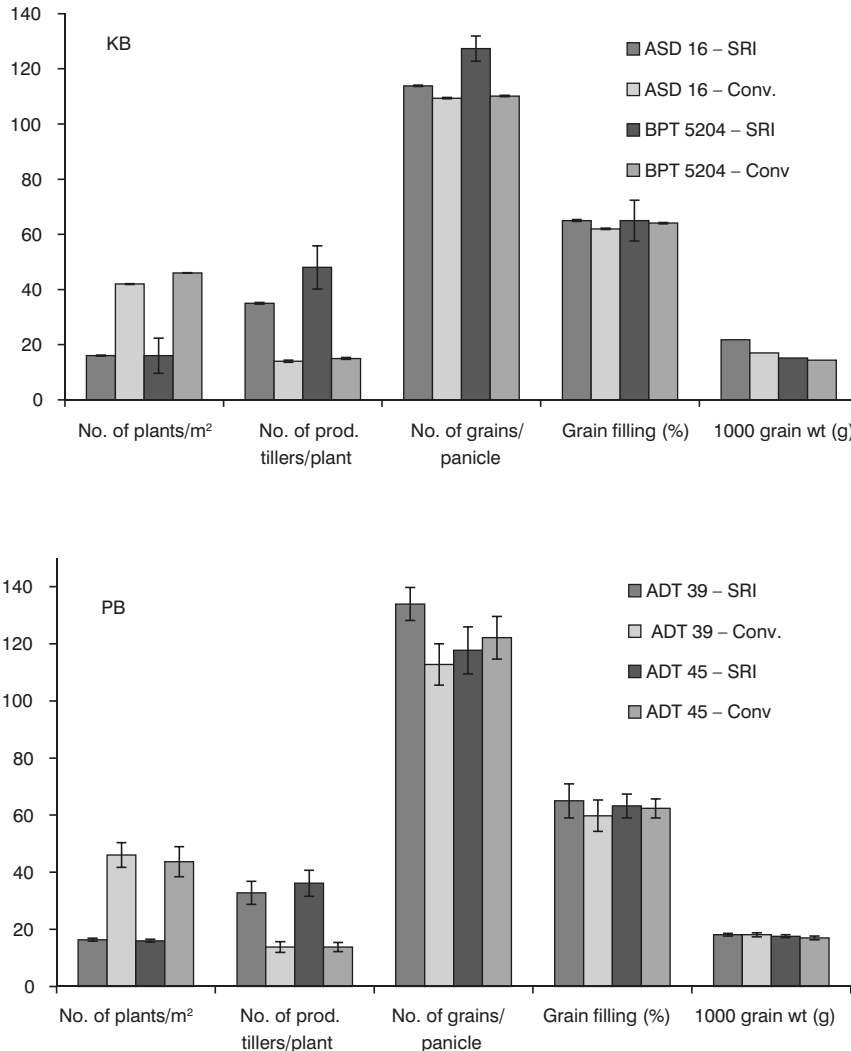 KB
ASD 16 – SRI
ASD 16 – Conv.
BPT 5204 – SRI
BPT 5204 – Conv
140
120
100
80
60
40
20
0
No. of plants/m²
No. of prod.
tillers/plant
No. of grains/
panicle
Grain filling (%)
1000 grain wt (g)
PB
ADT 39 – SRI
ADT 39 – Conv.
ADT 45 – SRI
ADT 45 – Conv
140
120
100
80
60
40
20
0
No. of plants/m²
No. of prod.
tillers/plant
No. of grains/
panicle
Grain filling (%)
1000 grain wt (g)